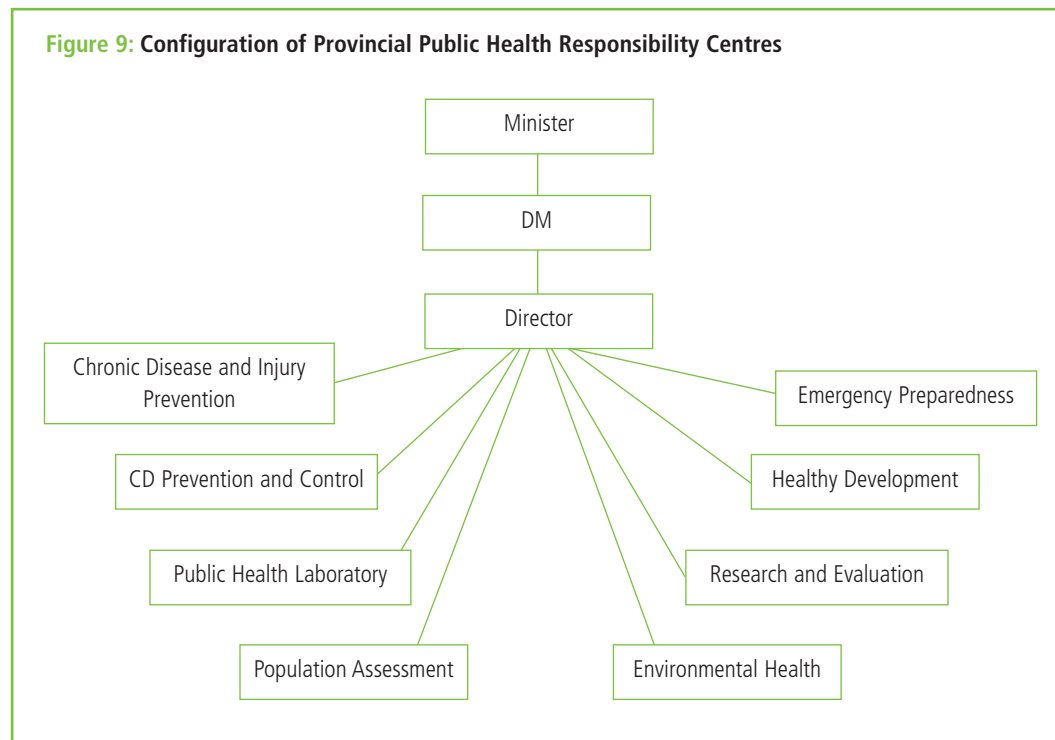 Figure 9: Configuration of Provincial Public Health Responsibility Centres
Minister
DM
Director
Chronic Disease and Injury
Prevention
Emergency Preparedness
CD Prevention and Control
Healthy Development
Public Health Laboratory
Research and Evaluation
Population Assessment
Environmental Health